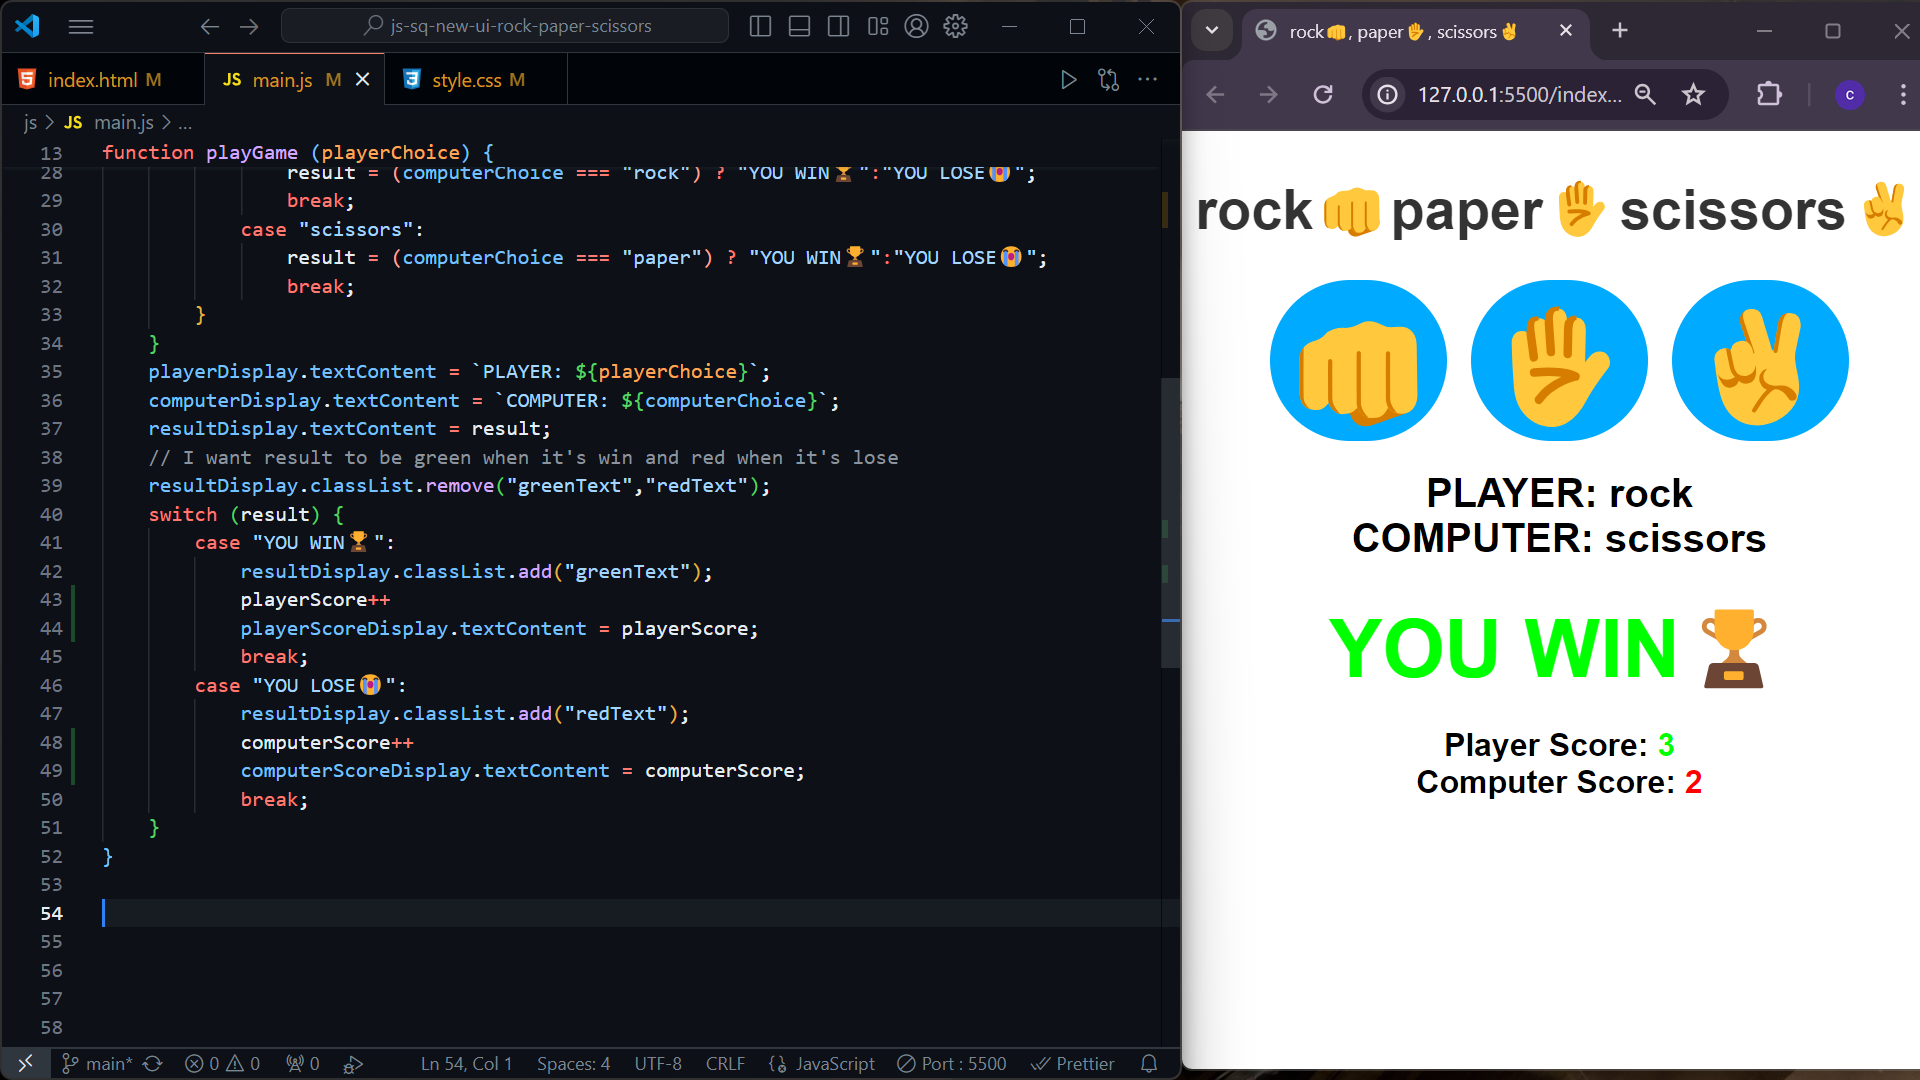 js-sq-new-ui-rock-paper-scissors
index.html M
JS main.js M
style.css M
js > JS main.js > ...
13 function playGame (playerChoice) {
28 result = (computerChoice === "rock") ? "YOU WIN🏆":"YOU LOSE😭";
29 break;
30 case "scissors":
31 result = (computerChoice === "paper") ? "YOU WIN🏆":"YOU LOSE😭";
32 break;
33 }
34 }
35 playerDisplay.textContent = `PLAYER: ${playerChoice}`;
36 computerDisplay.textContent = `COMPUTER: ${computerChoice}`;
37 resultDisplay.textContent = result;
38 // I want result to be green when it's win and red when it's lose
39 resultDisplay.classList.remove("greenText","redText");
40 switch (result) {
41 case "YOU WIN🏆":
42 resultDisplay.classList.add("greenText");
43 playerScore++
44 playerScoreDisplay.textContent = playerScore;
45 break;
46 case "YOU LOSE😭":
47 resultDisplay.classList.add("redText");
48 computerScore++
49 computerScoreDisplay.textContent = computerScore;
50 break;
51 }
52 }
53
54
55
56
57
58
main* 0 0 0 Ln 54, Col 1 Spaces: 4 UTF-8 CRLF {} JavaScript Port : 5500 Prettier
rock👊, paper✋, scissors✌
127.0.0.1:5500/index... c
rock👊paper✋scissors✌
PLAYER: rock
COMPUTER: scissors
YOU WIN🏆
Player Score: 3
Computer Score: 2